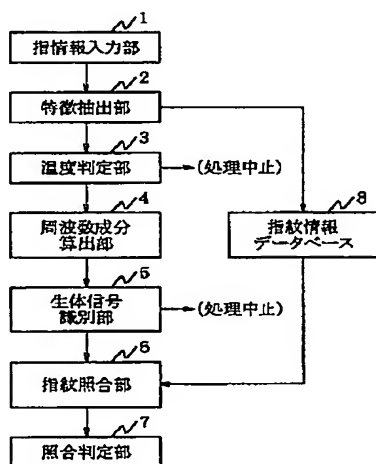 1
指情報入力部
2
特徴抽出部
3
温度判定部
(処理中止)
4
周波数成分
算出部
8
指紋情報
データベース
5
生体信号
識別部
(処理中止)
6
指紋照合部
7
照合判定部